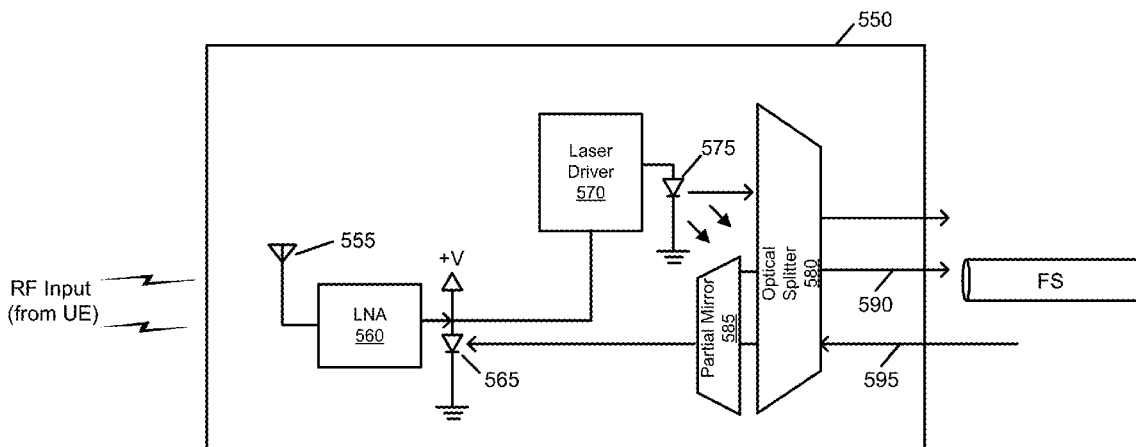 550
Laser
Driver
570
575
555
+V
RF Input
(from UE)
LNA
560
565
Partial Mirror
585
Optical
Splitter
580
590
FS
595